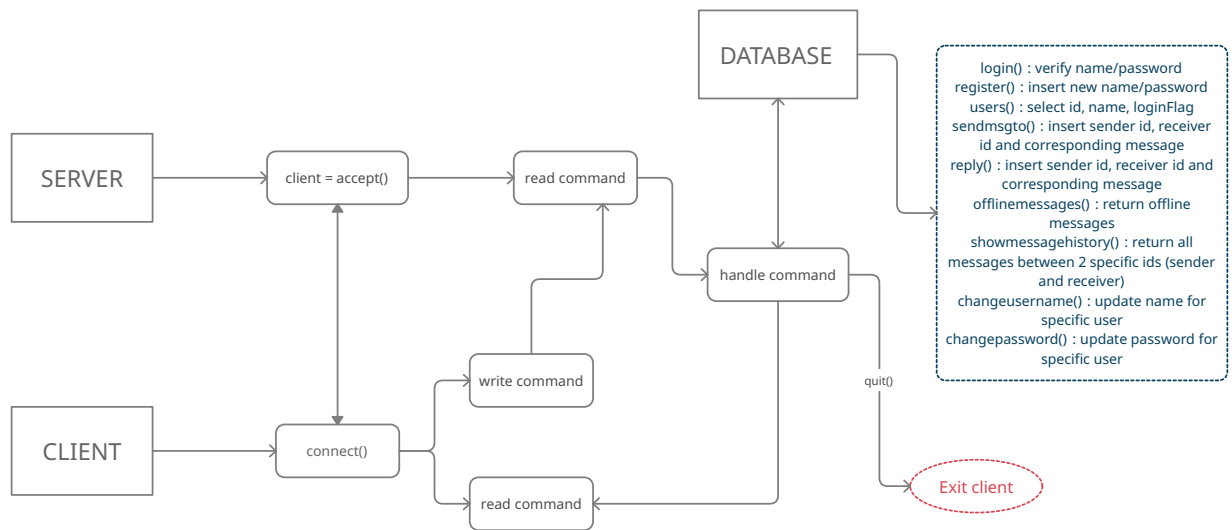 DATABASE
login() : verify name/password
register() : insert new name/password
users() : select id, name, loginFlag
sendmsgto() : insert sender id, receiver
id and corresponding message
reply() : insert sender id, receiver id and
corresponding message
offlinemessages() : return offline
messages
showmessagehistory() : return all
messages between 2 specific ids (sender
and receiver)
changeusername() : update name for
specific user
changepassword() : update password for
specific user
SERVER
client = accept()
read command
handle command
write command
quit()
CLIENT
connect()
read command
Exit client